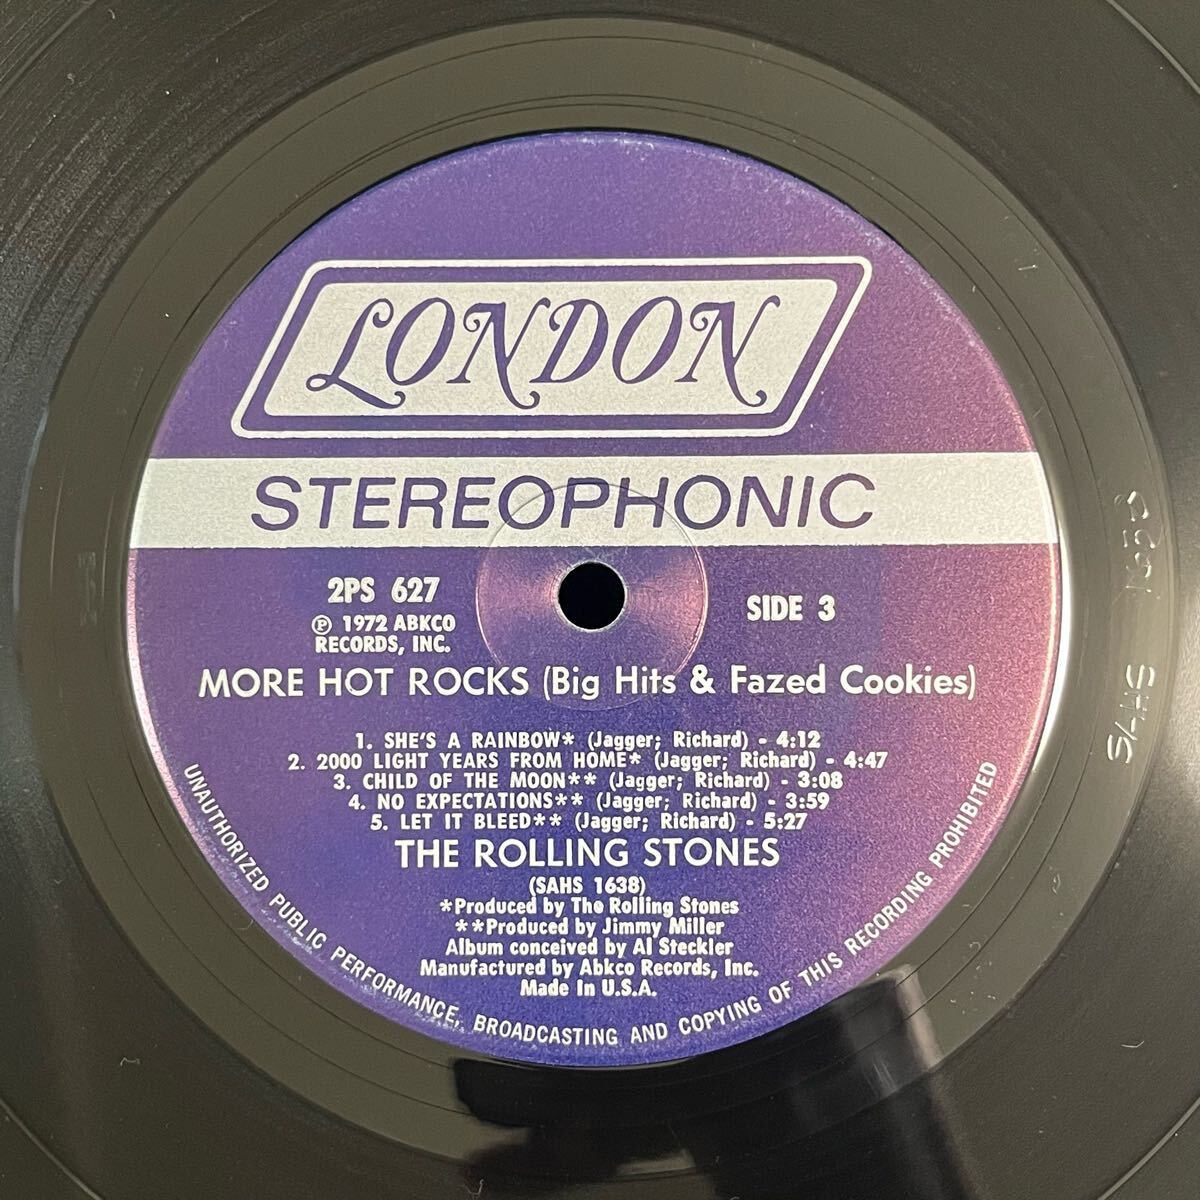 LONDON
STEREOPHONIC
2PS 627
℗ 1972 ABKCO
RECORDS, INC.
SIDE 3
MORE HOT ROCKS (Big Hits & Fazed Cookies)
1. SHE'S A RAINBOW* (Jagger; Richard) - 4:12
2. 2000 LIGHT YEARS FROM HOME* (Jagger; Richard) - 4:47
3. CHILD OF THE MOON** (Jagger; Richard) - 3:08
4. NO EXPECTATIONS** (Jagger; Richard) - 3:59
5. LET IT BLEED** (Jagger; Richard) - 5:27
THE ROLLING STONES
(SAHS 1638)
*Produced by The Rolling Stones
**Produced by Jimmy Miller
Album conceived by Al Steckler
Manufactured by Abkco Records, Inc.
Made In U.S.A.
UNAUTHORIZED PUBLIC PERFORMANCE, BROADCASTING AND COPYING OF THIS RECORDING PROHIBITED